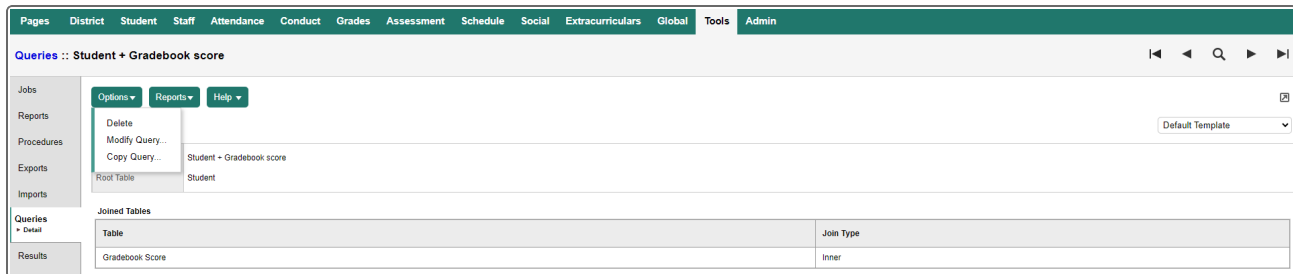 Pages District Student Staff Attendance Conduct Grades Assessment Schedule Social Extracurriculars Global Tools Admin
Queries :: Student + Gradebook score
Jobs
Reports
Procedures
Exports
Imports
Queries
Detail
Results
Options Reports Help
Delete
Modify Query...
Copy Query...
Default Template
Student + Gradebook score
Root Table Student
Joined Tables
Table Join Type
Gradebook Score Inner